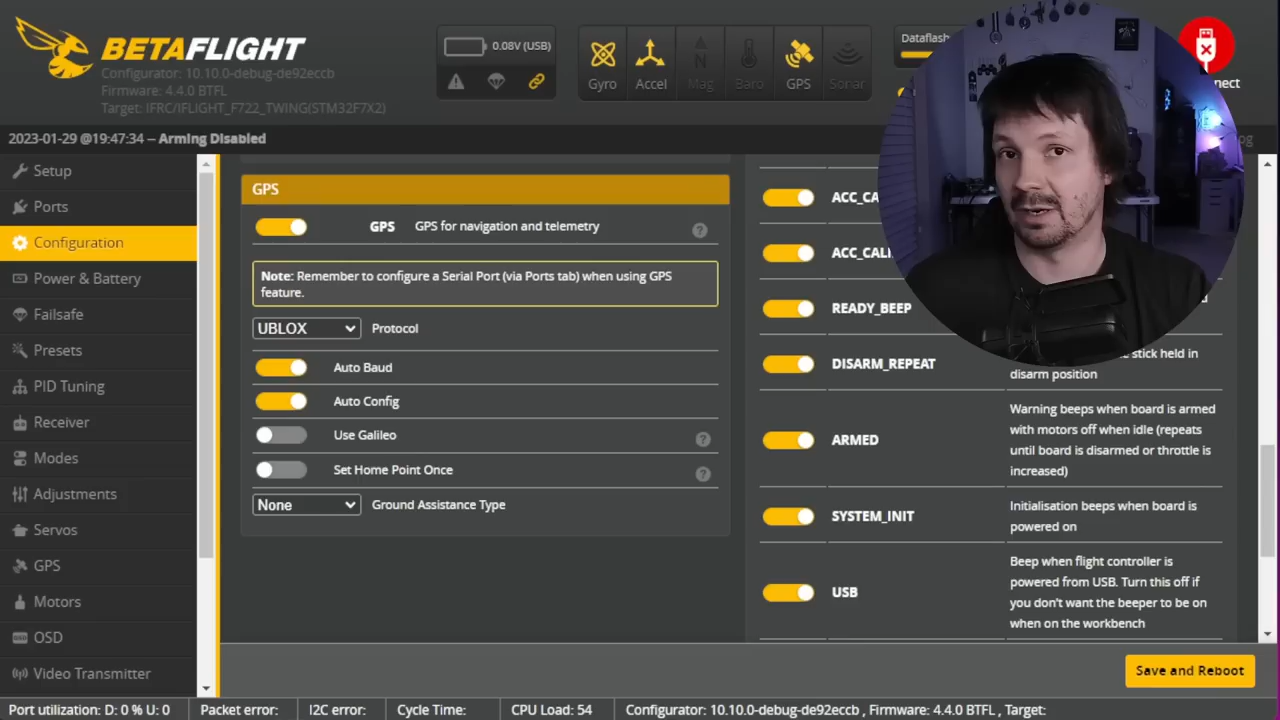 BETAFLIGHT
Configurator: 10.10.0-debug-de92eccb
Firmware: 4.4.0 BTFL
Target: IFRC/IFLIGHT_F722_TWING(STM32F7X2)
0.08V (USB)
Gyro
Accel
Mag
Baro
GPS
Sonar
Dataflash
2023-01-29 @19:47:34 -- Arming Disabled
Setup
Ports
Configuration
Power & Battery
Failsafe
Presets
PID Tuning
Receiver
Modes
Adjustments
Servos
GPS
Motors
OSD
Video Transmitter
GPS
GPS GPS for navigation and telemetry
Note: Remember to configure a Serial Port (via Ports tab) when using GPS
feature.
UBLOX Protocol
Auto Baud
Auto Config
Use Galileo
Set Home Point Once
None Ground Assistance Type
READY_BEEP
DISARM_REPEAT
stick held in
disarm position
ARMED
Warning beeps when board is armed
with motors off when idle (repeats
until board is disarmed or throttle is
increased)
SYSTEM_INIT
Initialisation beeps when board is
powered on
USB
Beep when flight controller is
powered from USB. Turn this off if
you don't want the beeper to be on
when on the workbench
Save and Reboot
Port utilization: D: 0 % U: 0 Packet error: I2C error: Cycle Time: CPU Load: 54 Configurator: 10.10.0-debug-de92eccb , Firmware: 4.4.0 BTFL , Target: